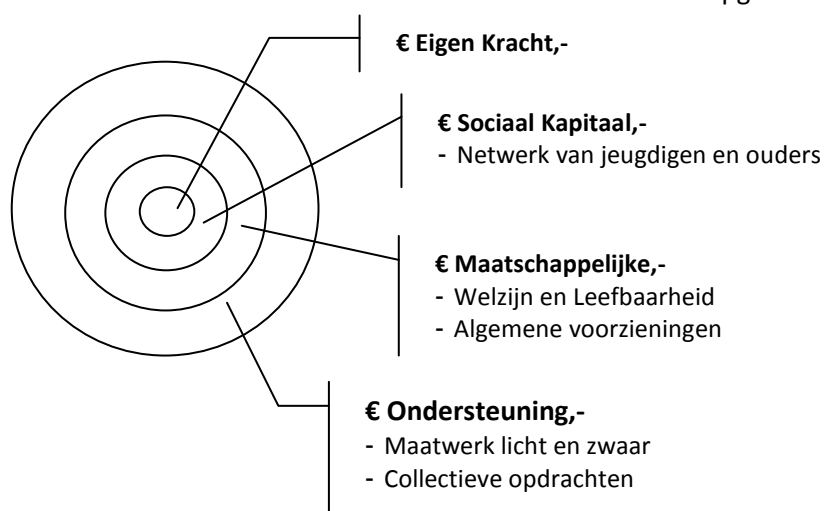 € Eigen Kracht,-
€ Sociaal Kapitaal,-
- Netwerk van jeugdigen en ouders
€ Maatschappelijke,-
- Welzijn en Leefbaarheid
- Algemene voorzieningen
€ Ondersteuning,-
- Maatwerk licht en zwaar
- Collectieve opdrachten